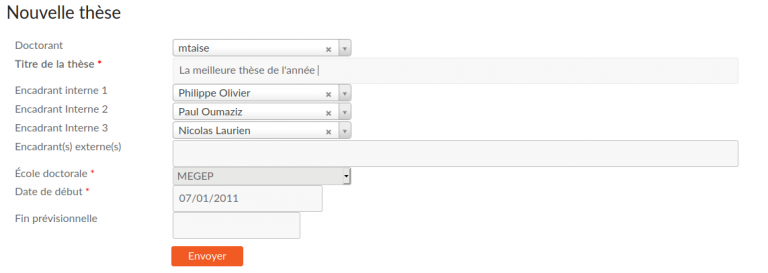 Nouvelle thèse
Doctorant mtaise
Titre de la thèse * La meilleure thèse de l'année
Encadrant interne 1 Philippe Olivier
Encadrant Interne 2 Paul Oumaziz
Encadrant Interne 3 Nicolas Laurien
Encadrant(s) externe(s)
École doctorale * MEGEP
Date de début * 07/01/2011
Fin prévisionnelle
Envoyer